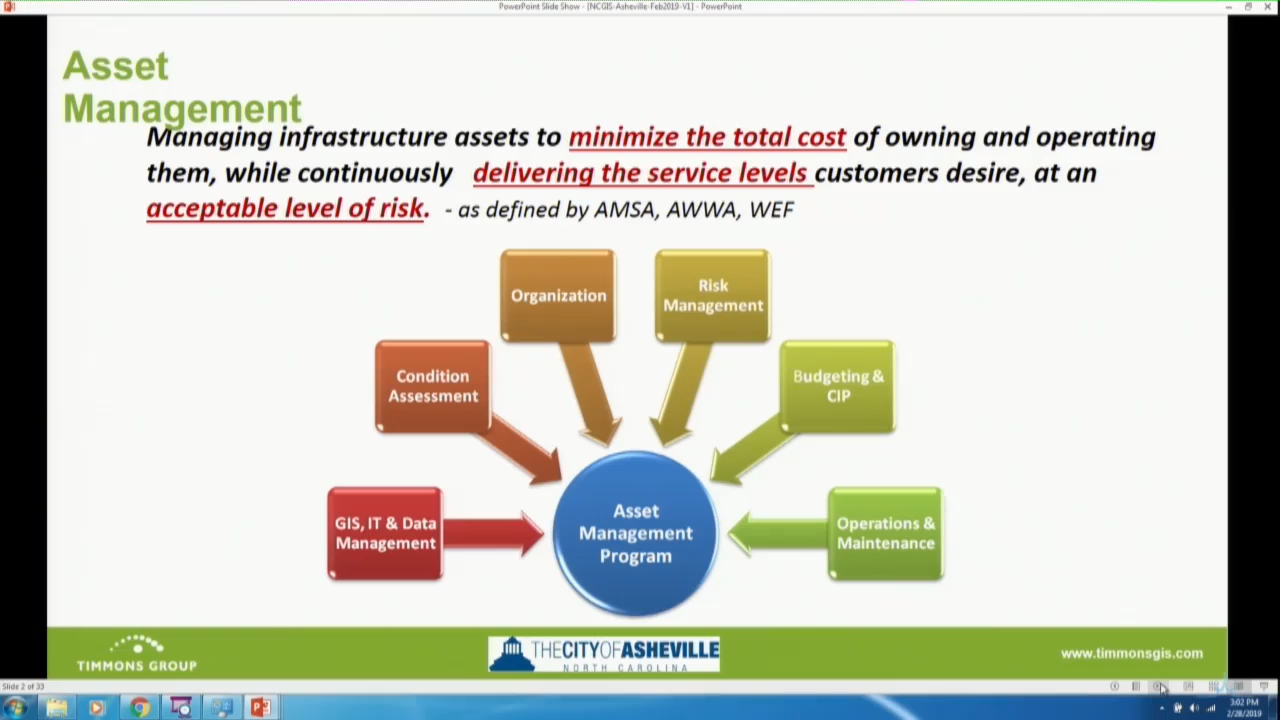 PowerPoint Slide Show - [NCGIS-Asheville-Feb2019-V1] - PowerPoint
Asset
Management
Managing infrastructure assets to minimize the total cost of owning and operating
them, while continuously delivering the service levels customers desire, at an
acceptable level of risk. - as defined by AMSA, AWWA, WEF
Organization
Risk
Management
Condition
Assessment
Budgeting &
CIP
GIS, IT & Data
Management
Asset
Management
Program
Operations &
Maintenance
TIMMONS GROUP
THECITYOFASHEVILLE
NORTH CAROLINA
www.timmonsgis.com
Slide 2 of 33
3:02 PM
2/28/2019